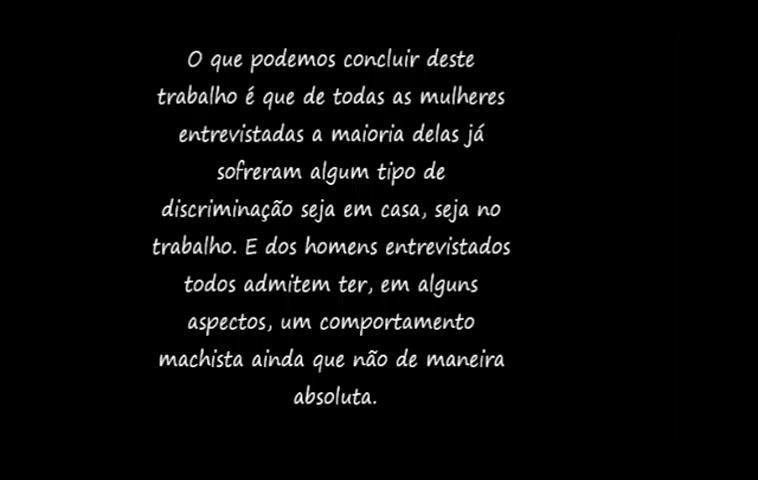 O que podemos concluir deste
trabalho é que de todas as mulheres
entrevistadas a maioria delas já
sofreram algum tipo de
discriminação seja em casa, seja no
trabalho. E dos homens entrevistados
todos admitem ter, em alguns
aspectos, um comportamento
machista ainda que não de maneira
absoluta.